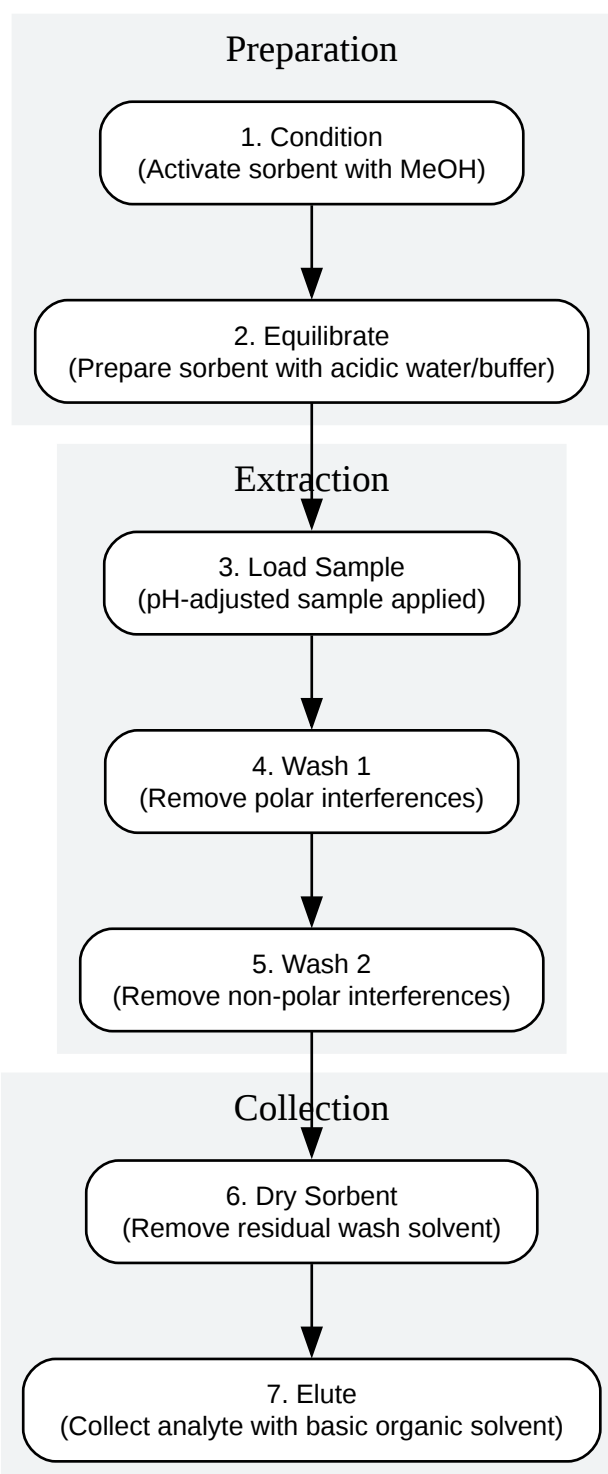 Preparation
1. Condition
(Activate sorbent with MeOH)
2. Equilibrate
(Prepare sorbent with acidic water/buffer)
Extraction
3. Load Sample
(pH-adjusted sample applied)
4. Wash 1
(Remove polar interferences)
5. Wash 2
(Remove non-polar interferences)
Collection
6. Dry Sorbent
(Remove residual wash solvent)
7. Elute
(Collect analyte with basic organic solvent)